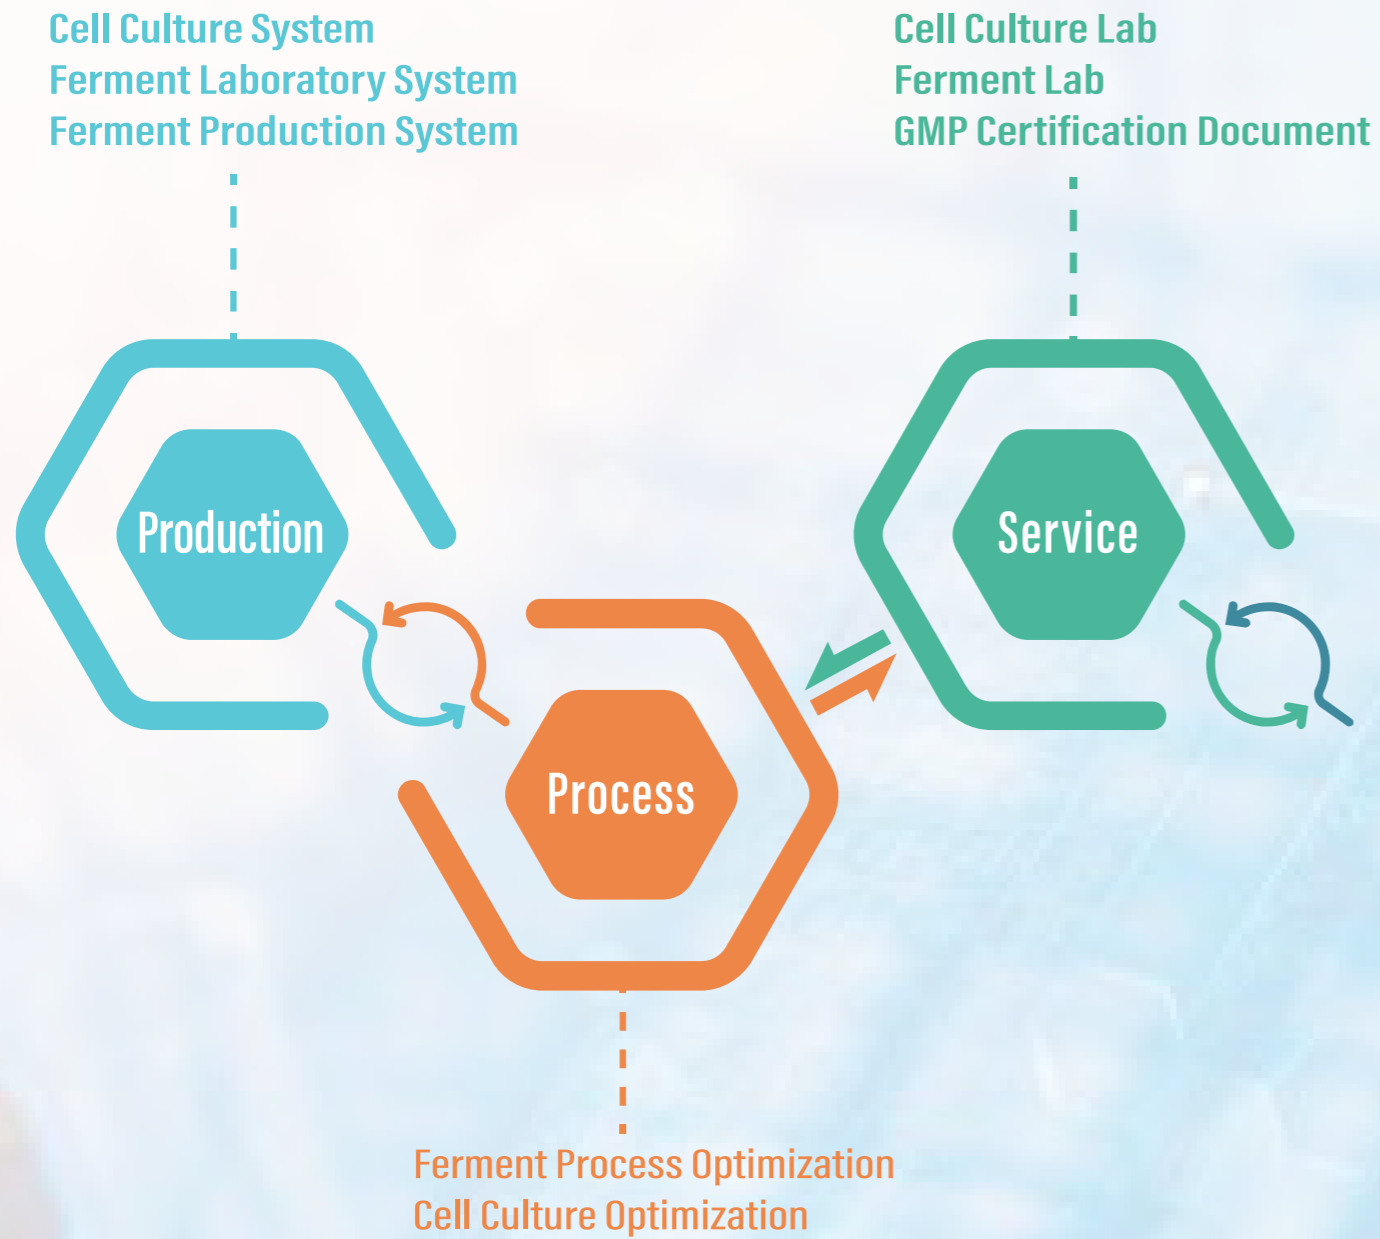 Cell Culture System
Ferment Laboratory System
Ferment Production System
Cell Culture Lab
Ferment Lab
GMP Certification Document
Production
Service
Process
Ferment Process Optimization
Cell Culture Optimization